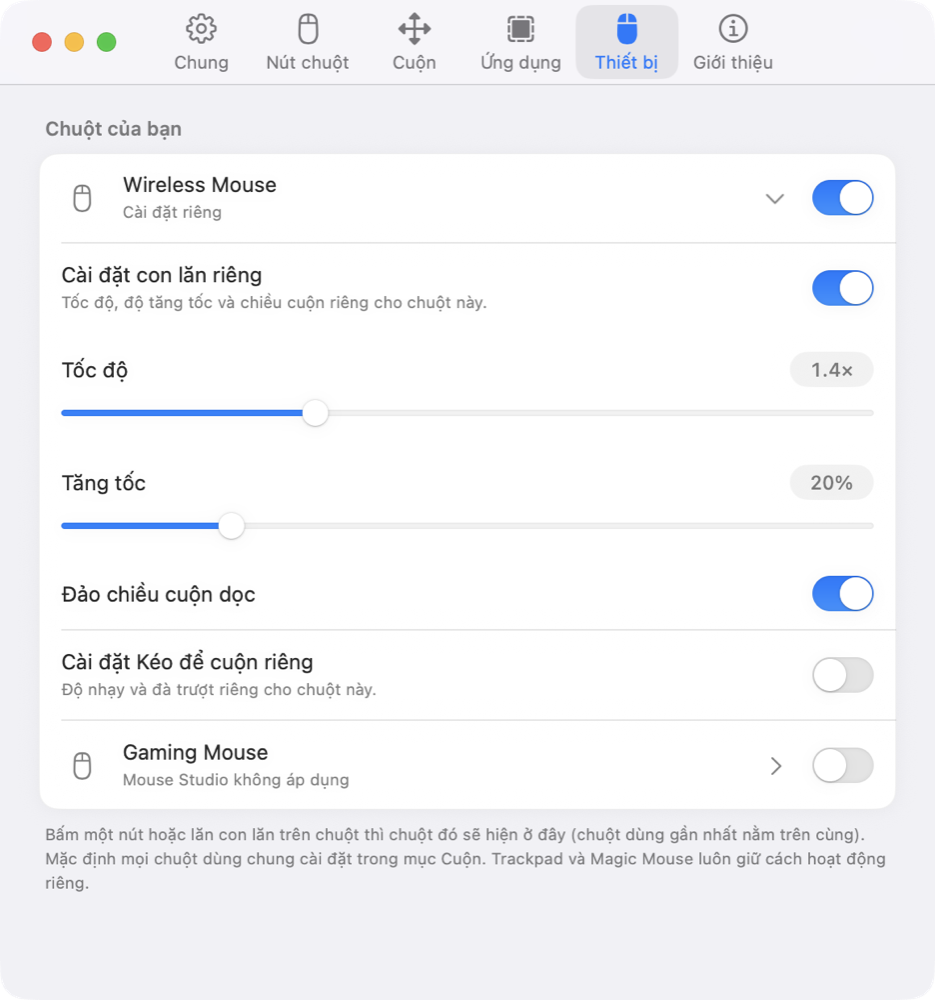 Chung
Nút chuột
Cuộn
Ứng dụng
Thiết bị
Giới thiệu
Chuột của bạn
Wireless Mouse
Cài đặt riêng
Cài đặt con lăn riêng
Tốc độ, độ tăng tốc và chiều cuộn riêng cho chuột này.
Tốc độ
1.4×
Tăng tốc
20%
Đảo chiều cuộn dọc
Cài đặt Kéo để cuộn riêng
Độ nhạy và đà trượt riêng cho chuột này.
Gaming Mouse
Mouse Studio không áp dụng
Bấm một nút hoặc lăn con lăn trên chuột thì chuột đó sẽ hiện ở đây (chuột dùng gần nhất nằm trên cùng).
Mặc định mọi chuột dùng chung cài đặt trong mục Cuộn. Trackpad và Magic Mouse luôn giữ cách hoạt động
riêng.